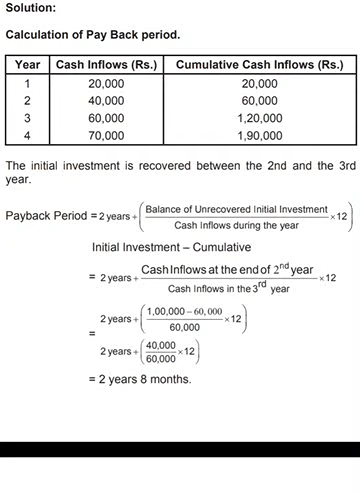 Solution:
Calculation of Pay Back period.
Year Cash Inflows (Rs.) Cumulative Cash Inflows (Rs.)
1 20,000 20,000
2 40,000 60,000
3 60,000 1,20,000
4 70,000 1,90,000
The initial investment is recovered between the 2nd and the 3rd
year.
Payback Period = 2 years + (Balance of Unrecovered Initial Investment / Cash Inflows during the year × 12)
Initial Investment – Cumulative
= 2 years + Cash Inflows at the end of 2nd year / Cash Inflows in the 3rd year × 12
2 years + (1,00,000 – 60,000 / 60,000 × 12)
=
2 years + (40,000 / 60,000 × 12)
= 2 years 8 months.